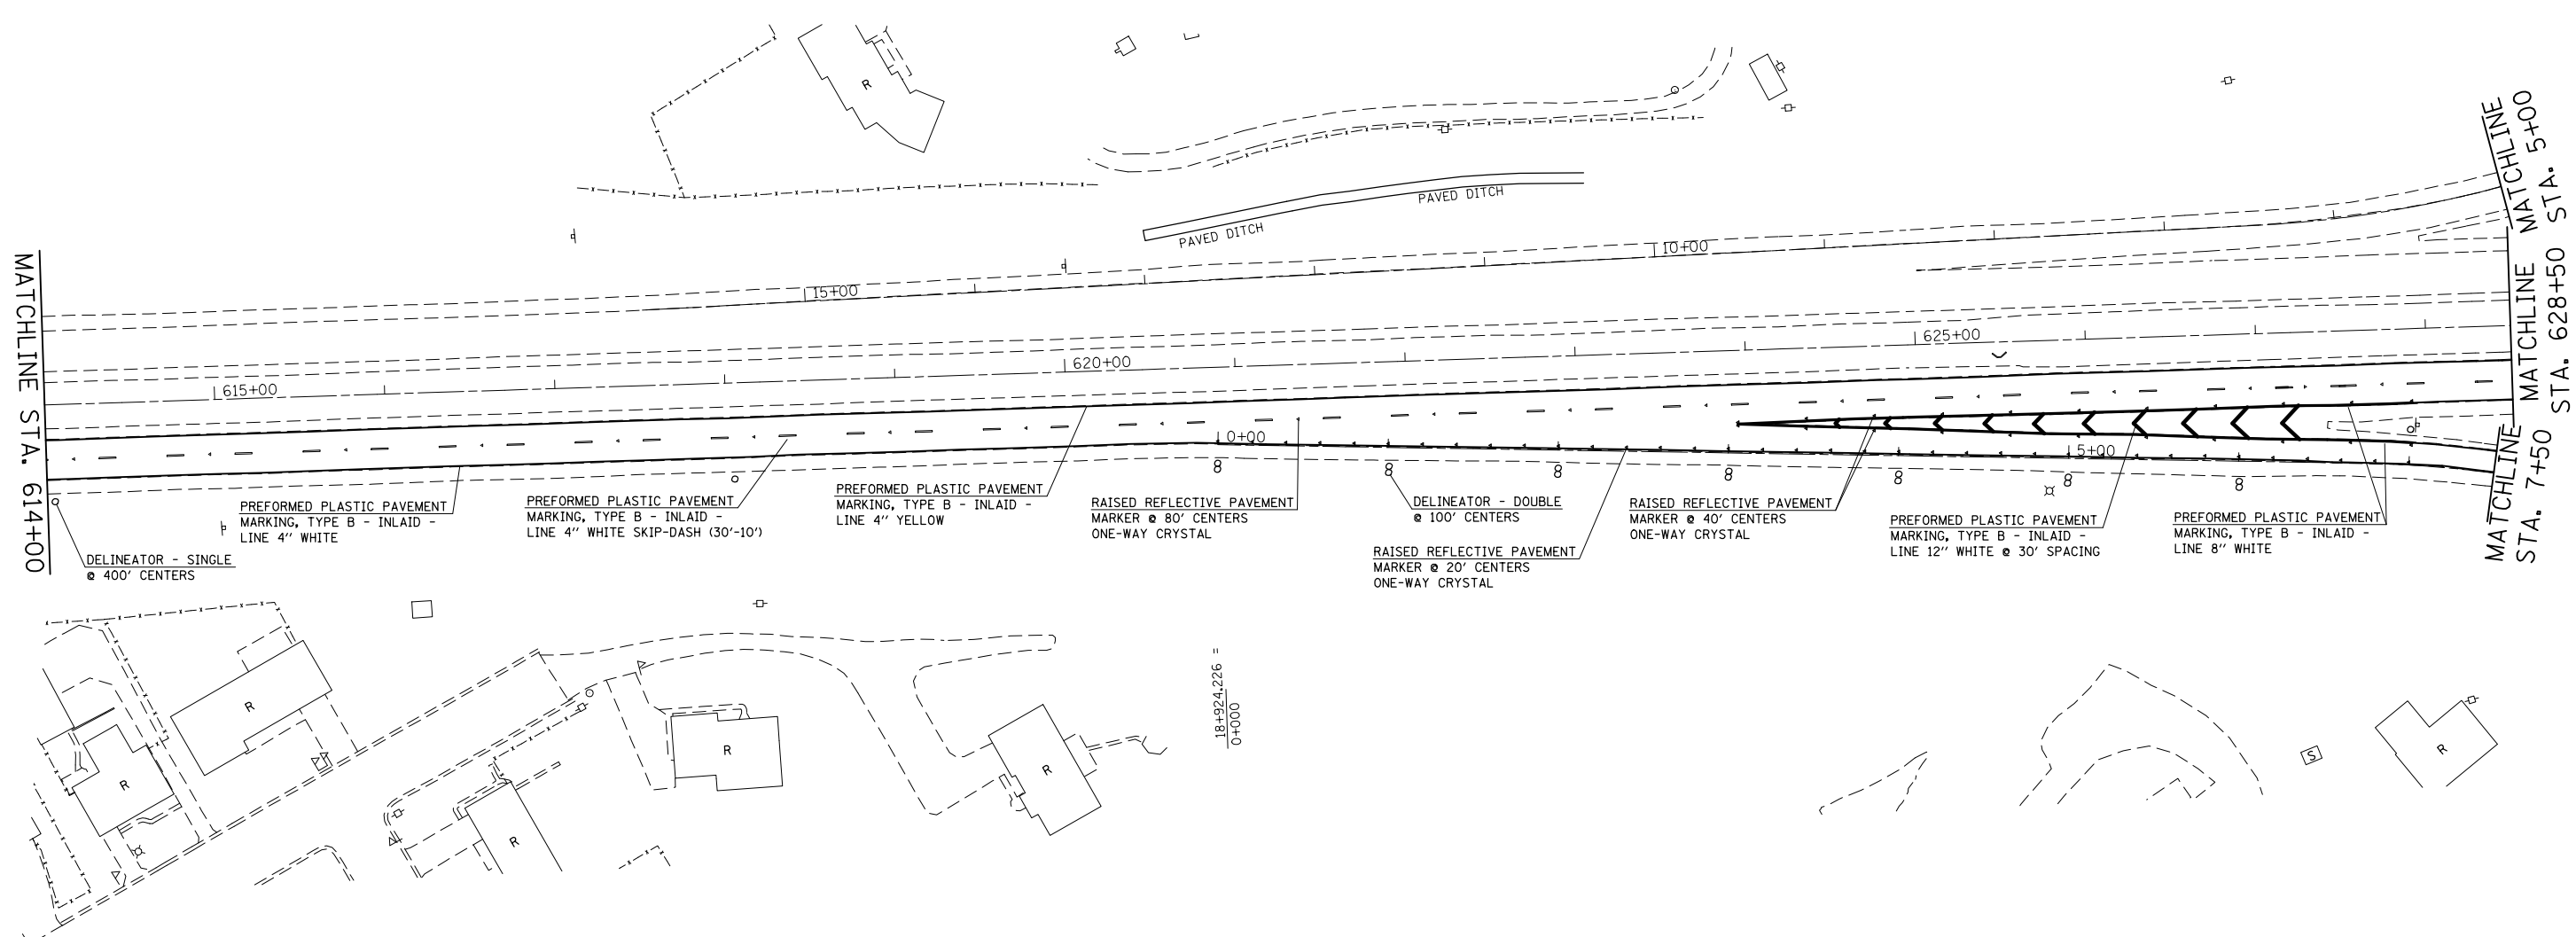 R
PAVED DITCH
PAVED DITCH
MATCHLINE
STA. 5+00
MATCHLINE STA. 614+00
15+00
10+00
615+00
620+00
625+00
0+00
5+00
MATCHLINE
STA. 628+50
MATCHLINE
STA. 7+50
DELINEATOR - SINGLE
@ 400' CENTERS
PREFORMED PLASTIC PAVEMENT
MARKING, TYPE B - INLAID -
LINE 4" WHITE
PREFORMED PLASTIC PAVEMENT
MARKING, TYPE B - INLAID -
LINE 4" WHITE SKIP-DASH (30'-10')
PREFORMED PLASTIC PAVEMENT
MARKING, TYPE B - INLAID -
LINE 4" YELLOW
RAISED REFLECTIVE PAVEMENT
MARKER @ 80' CENTERS
ONE-WAY CRYSTAL
DELINEATOR - DOUBLE
@ 100' CENTERS
RAISED REFLECTIVE PAVEMENT
MARKER @ 20' CENTERS
ONE-WAY CRYSTAL
RAISED REFLECTIVE PAVEMENT
MARKER @ 40' CENTERS
ONE-WAY CRYSTAL
PREFORMED PLASTIC PAVEMENT
MARKING, TYPE B - INLAID -
LINE 12" WHITE @ 30' SPACING
PREFORMED PLASTIC PAVEMENT
MARKING, TYPE B - INLAID -
LINE 8" WHITE
MATCHLINE
18+924.226 =
0+000
R
R
R
R
R
S
R